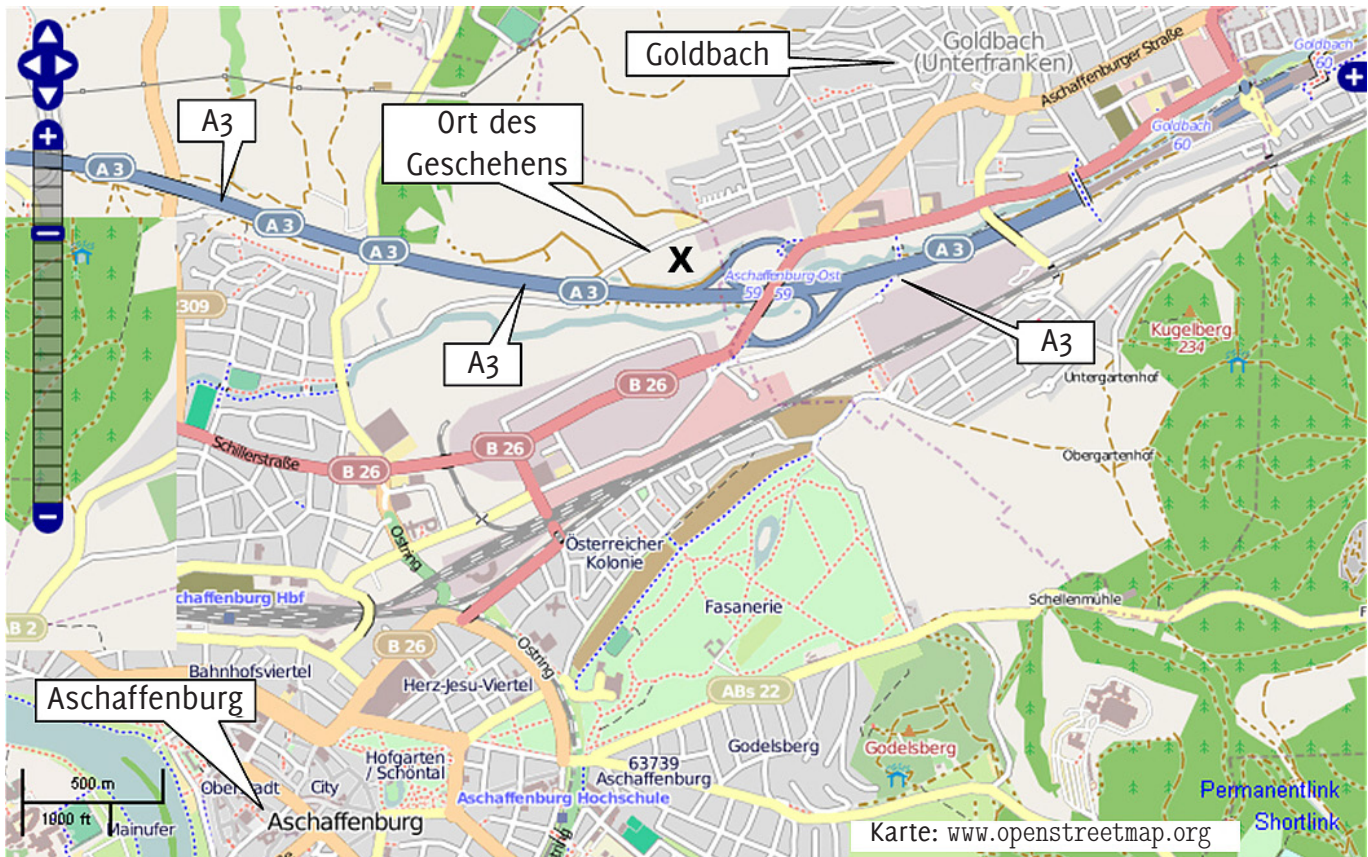 Goldbach
Goldbach
(Unterfranken)
Aschaffenburger Straße
Goldbach
60
A3
Ort des
Geschehens
Goldbach
60
A 3
A 3
A 3
A 3
X
A 3
Aschaffenburg-Ost
59 59
309
A3
A3
Kugelberg
234
B 26
Untergartenhof
B 26
Schillerstraße
B 26
Obergartenhof
Ostring
Österreicher
Kolonie
chaffenburg Hbf
Fasanerie
Schellenmühle
F
AB 2
B 26
Ostring
Bahnhofsviertel
Herz-Jesu-Viertel
ABs 22
Aschaffenburg
Hofgarten
/ Schöntal
Godelsberg
Godelsberg
63739
Aschaffenburg
500 m
City
Aschaffenburg Hochschule
Permanentlink
1000 ft
Mainufer
Aschaffenburg
Shortlink
Karte: www.openstreetmap.org